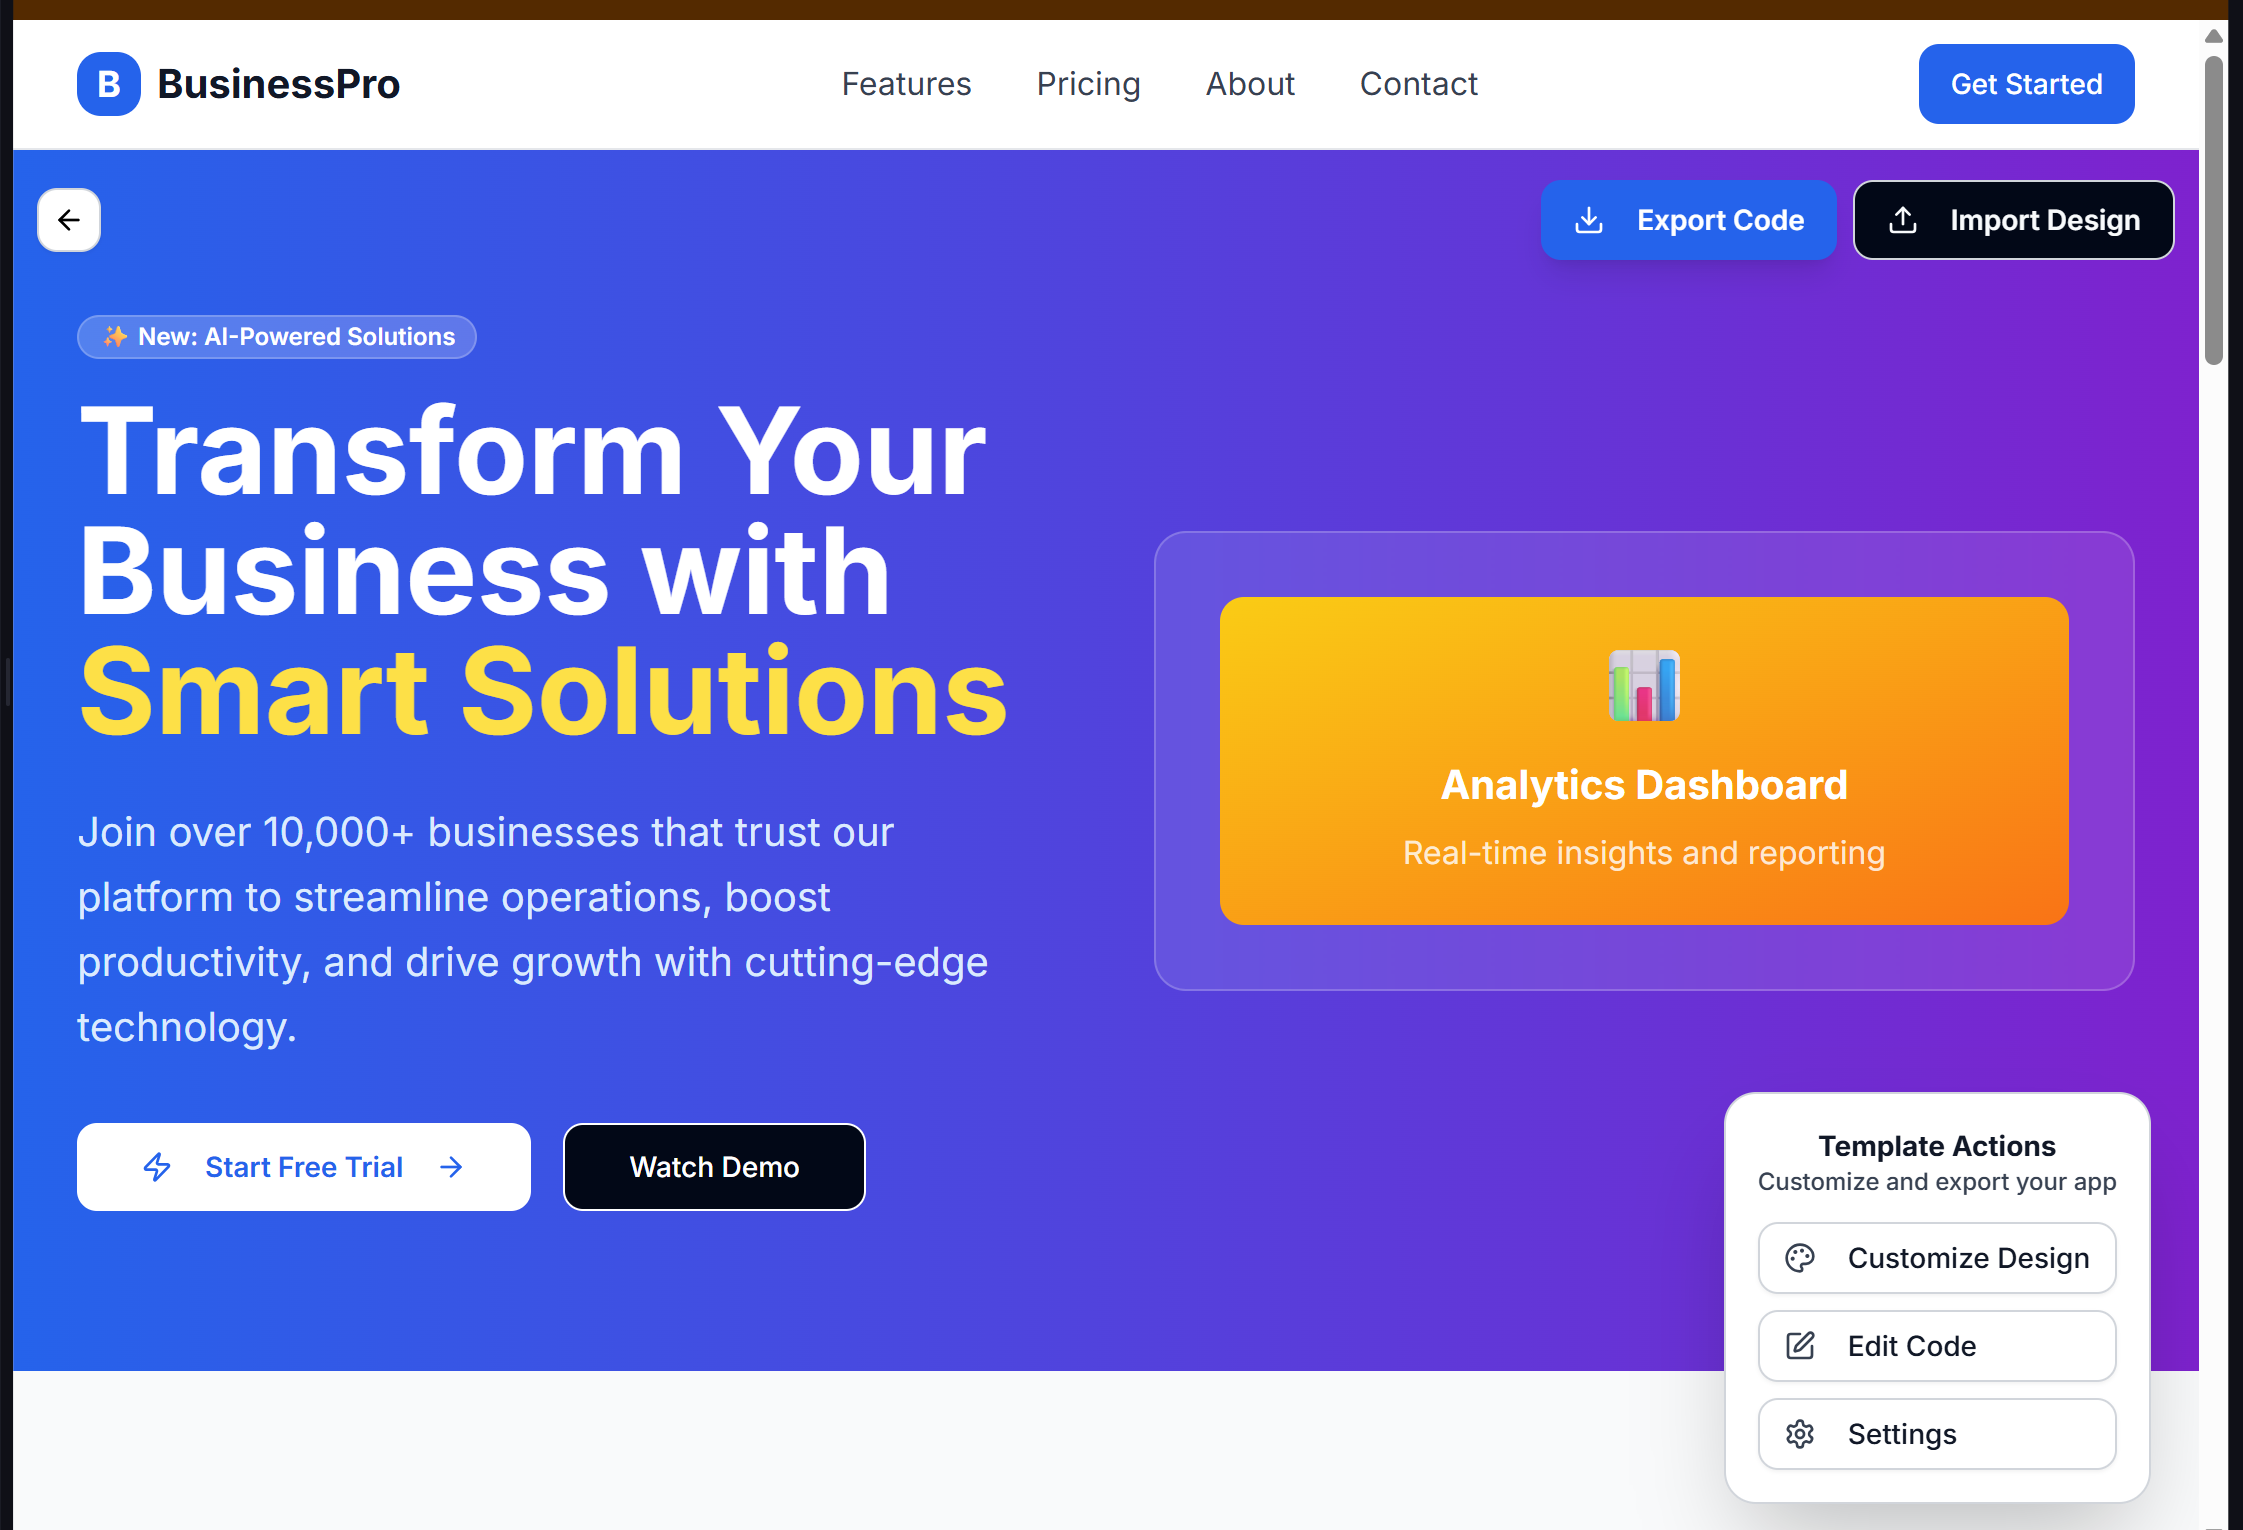 B BusinessPro
Features Pricing About Contact
Get Started
Export Code
Import Design
✨ New: AI-Powered Solutions
Transform Your
Business with
Smart Solutions
Join over 10,000+ businesses that trust our
platform to streamline operations, boost
productivity, and drive growth with cutting-edge
technology.
Start Free Trial
Watch Demo
Analytics Dashboard
Real-time insights and reporting
Template Actions
Customize and export your app
Customize Design
Edit Code
Settings